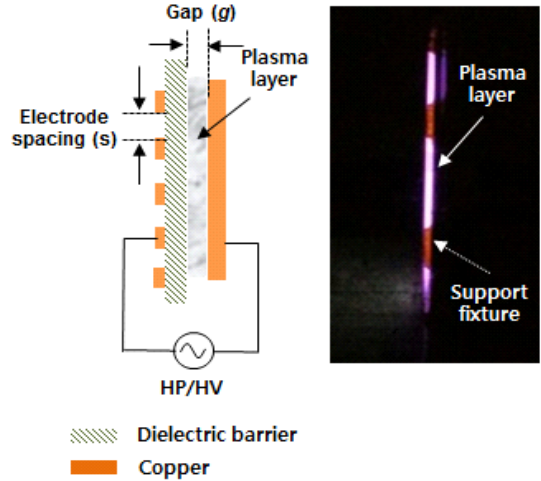 Gap (g)
Plasma
layer
Electrode
spacing (s)
HP/HV
Dielectric barrier
Copper
Plasma
layer
Support
fixture